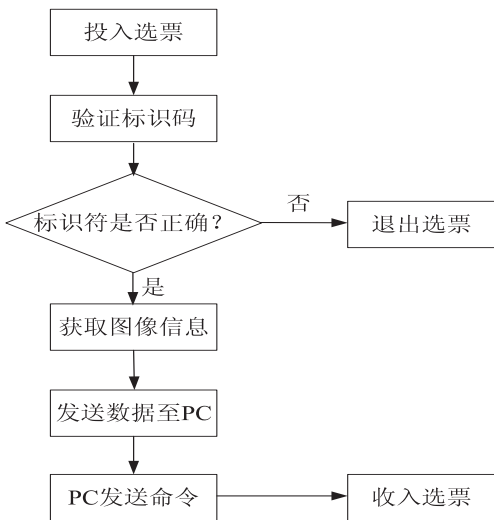 投入选票
验证标识码
标识符是否正确?
否
退出选票
是
获取图像信息
发送数据至PC
PC发送命令
收入选票